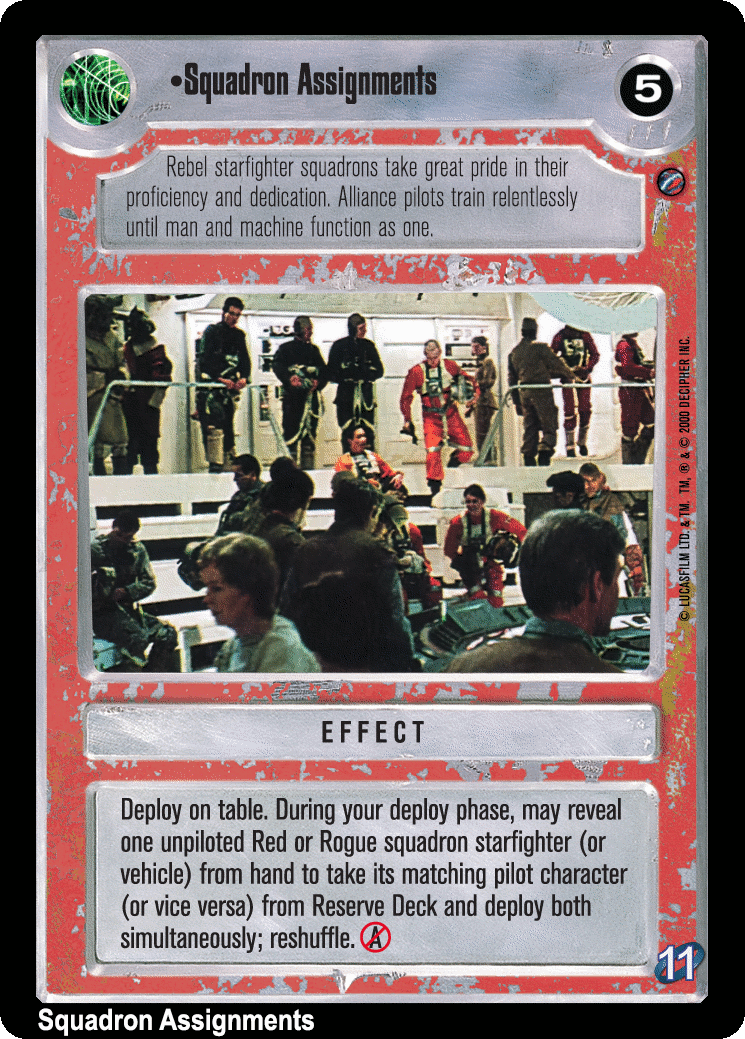 •Squadron Assignments
5
Rebel starfighter squadrons take great pride in their
proficiency and dedication. Alliance pilots train relentlessly
until man and machine function as one.
© LUCASFILM LTD. & TM. TM, ® & © 2000 DECIPHER INC.
EFFECT
Deploy on table. During your deploy phase, may reveal
one unpiloted Red or Rogue squadron starfighter (or
vehicle) from hand to take its matching pilot character
(or vice versa) from Reserve Deck and deploy both
simultaneously; reshuffle. A
11
Squadron Assignments